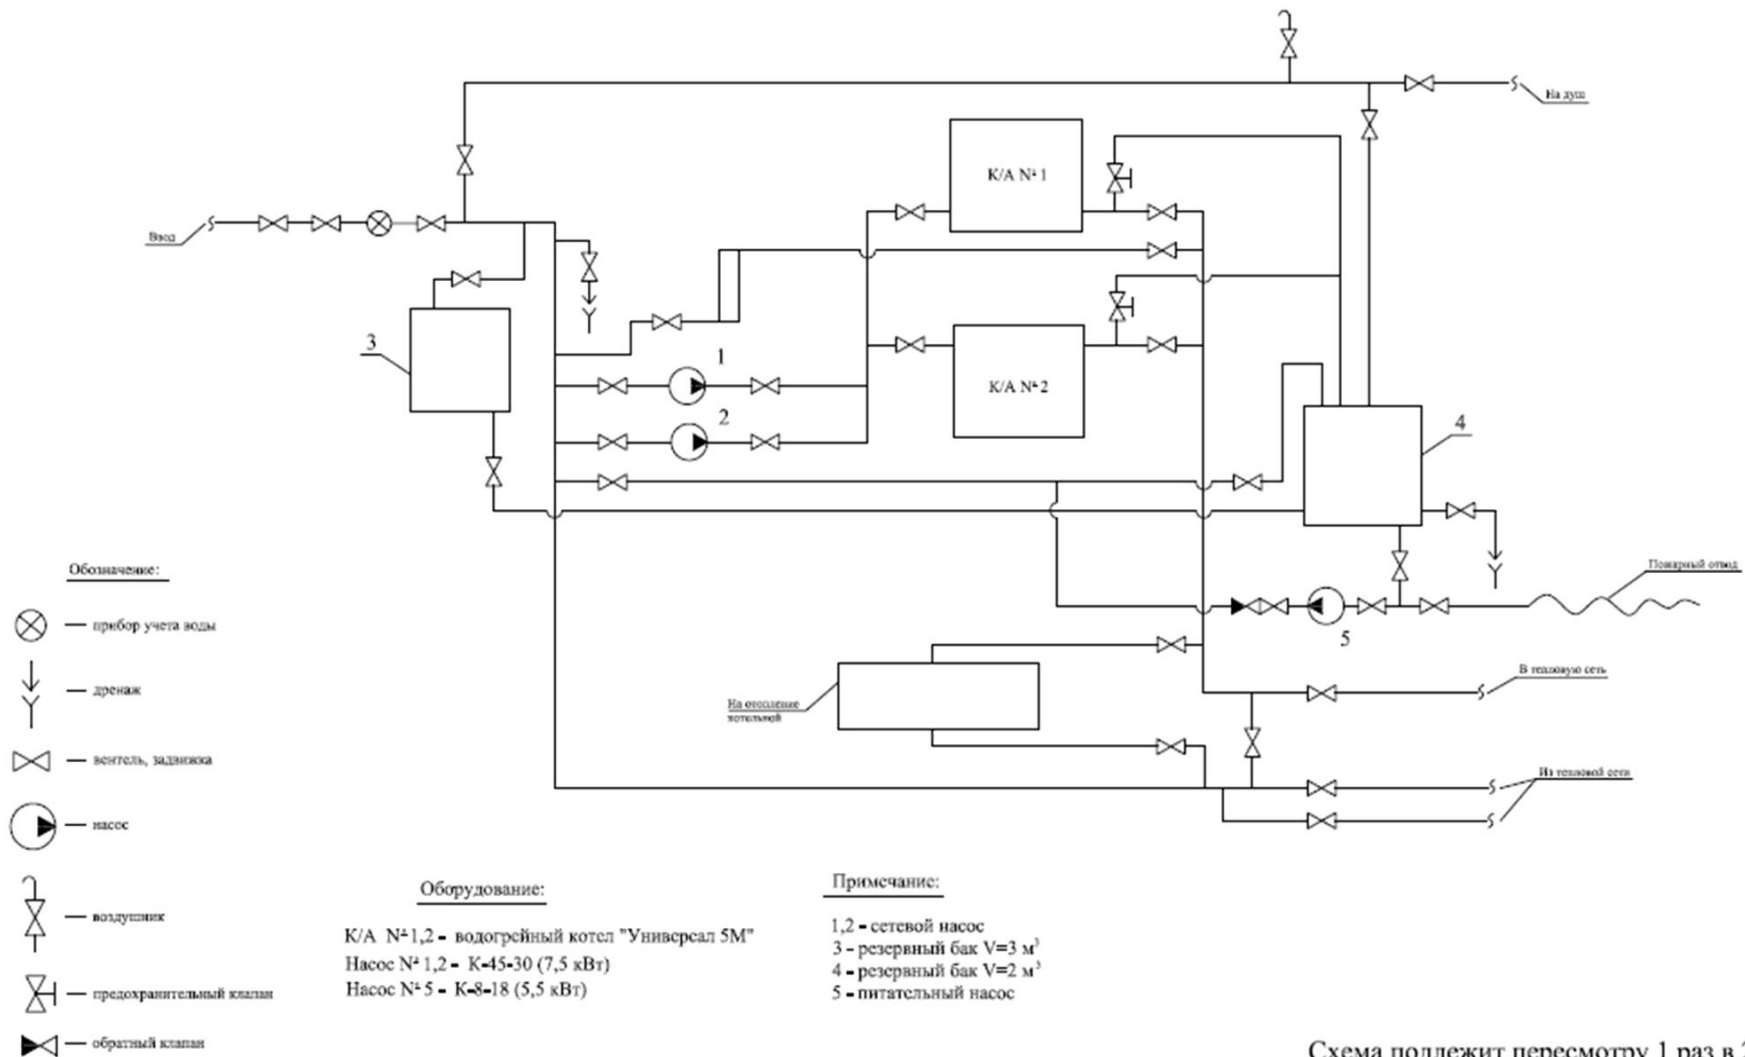 На душ
К/А № 1
Ввод
3
1
К/А № 2
2
4
Пожарный отвод
5
В тепловую сеть
На отопление
котельной
Из тепловой сети
Обозначение:
прибор учета воды
дренаж
вентель, задвижка
насос
воздушник
предохранительный клапан
обратный клапан
Оборудование:
К/А № 1,2 - водогрейный котел "Универсал 5М"
Насос № 1,2 - К-45-30 (7,5 кВт)
Насос № 5 - К-8-18 (5,5 кВт)
Примечание:
1,2 - сетевой насос
3 - резервный бак V=3 м³
4 - резервный бак V=2 м³
5 - питательный насос
Схема подлежит пересмотру 1 раз в